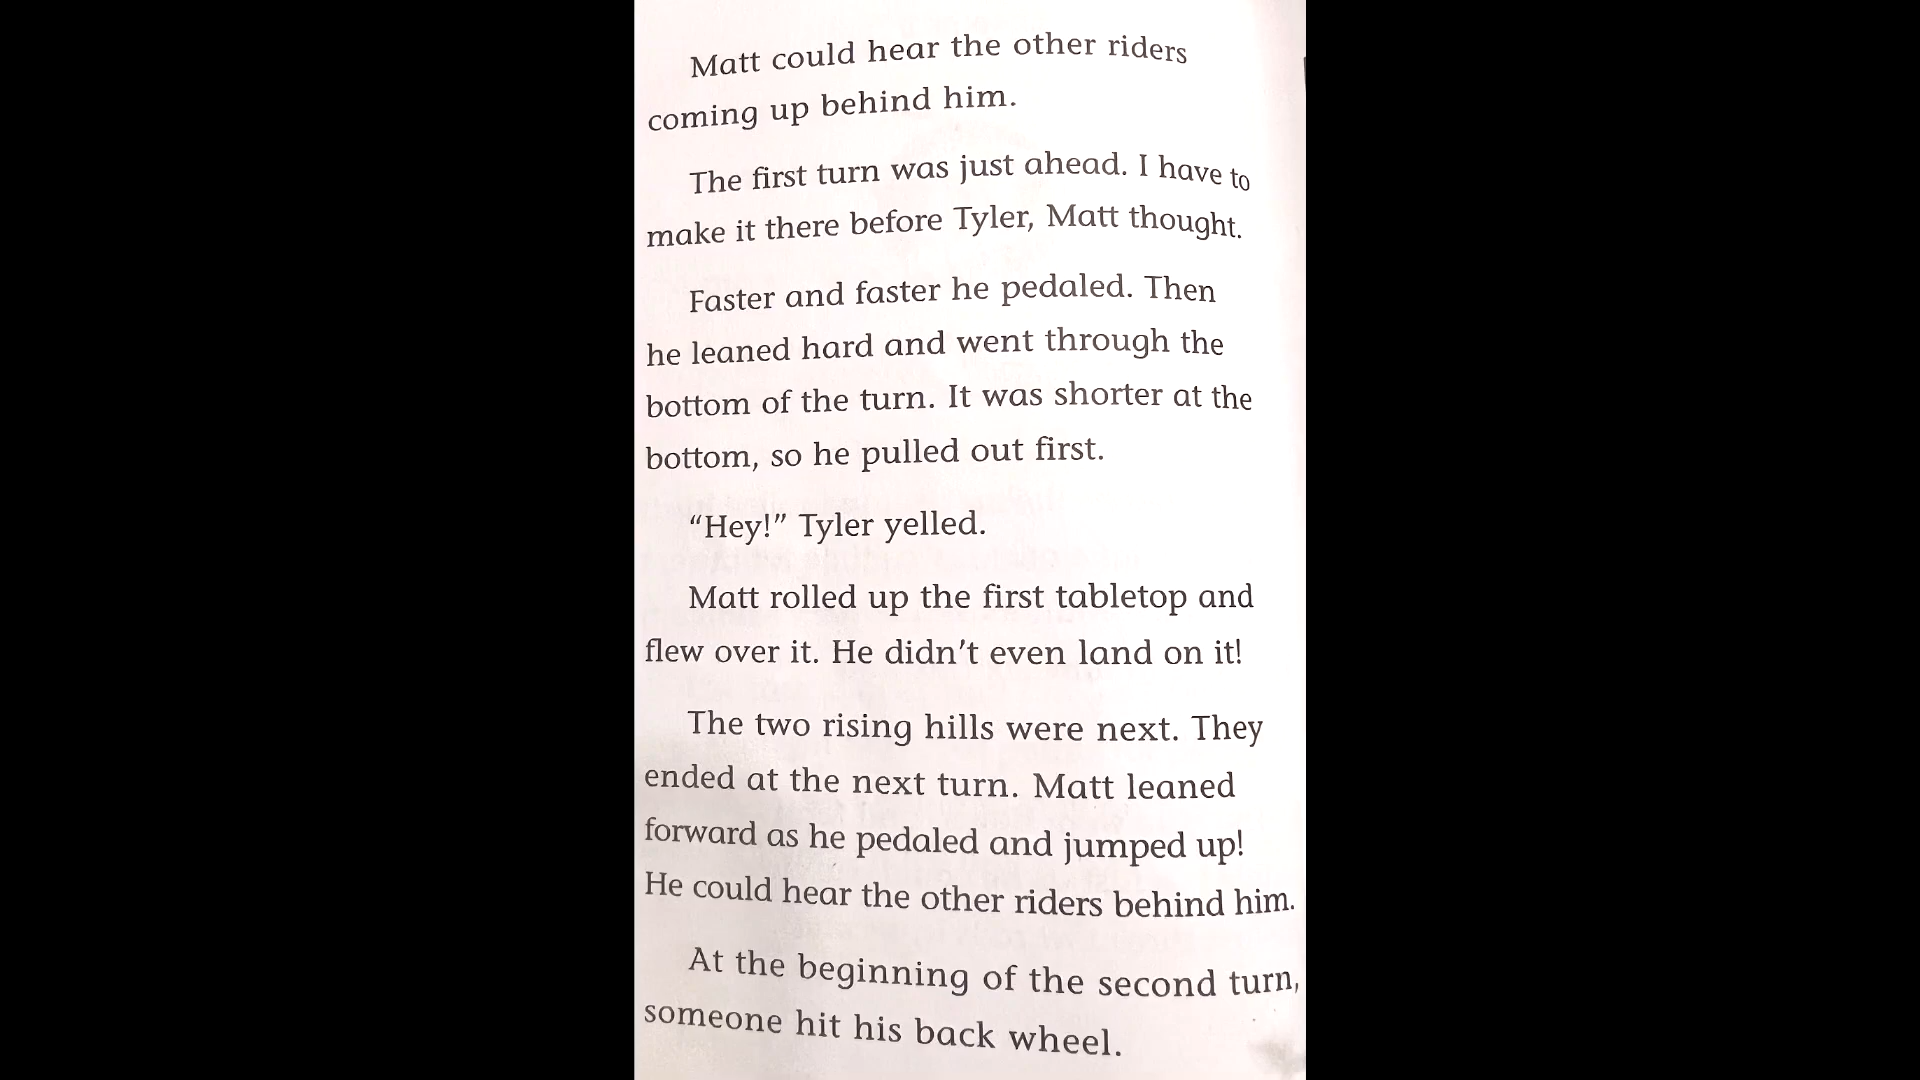 Matt could hear the other riders
coming up behind him.
The first turn was just ahead. I have to
make it there before Tyler, Matt thought.
Faster and faster he pedaled. Then
he leaned hard and went through the
bottom of the turn. It was shorter at the
bottom, so he pulled out first.
“Hey!” Tyler yelled.
Matt rolled up the first tabletop and
flew over it. He didn’t even land on it!
The two rising hills were next. They
ended at the next turn. Matt leaned
forward as he pedaled and jumped up!
He could hear the other riders behind him.
At the beginning of the second turn,
someone hit his back wheel.